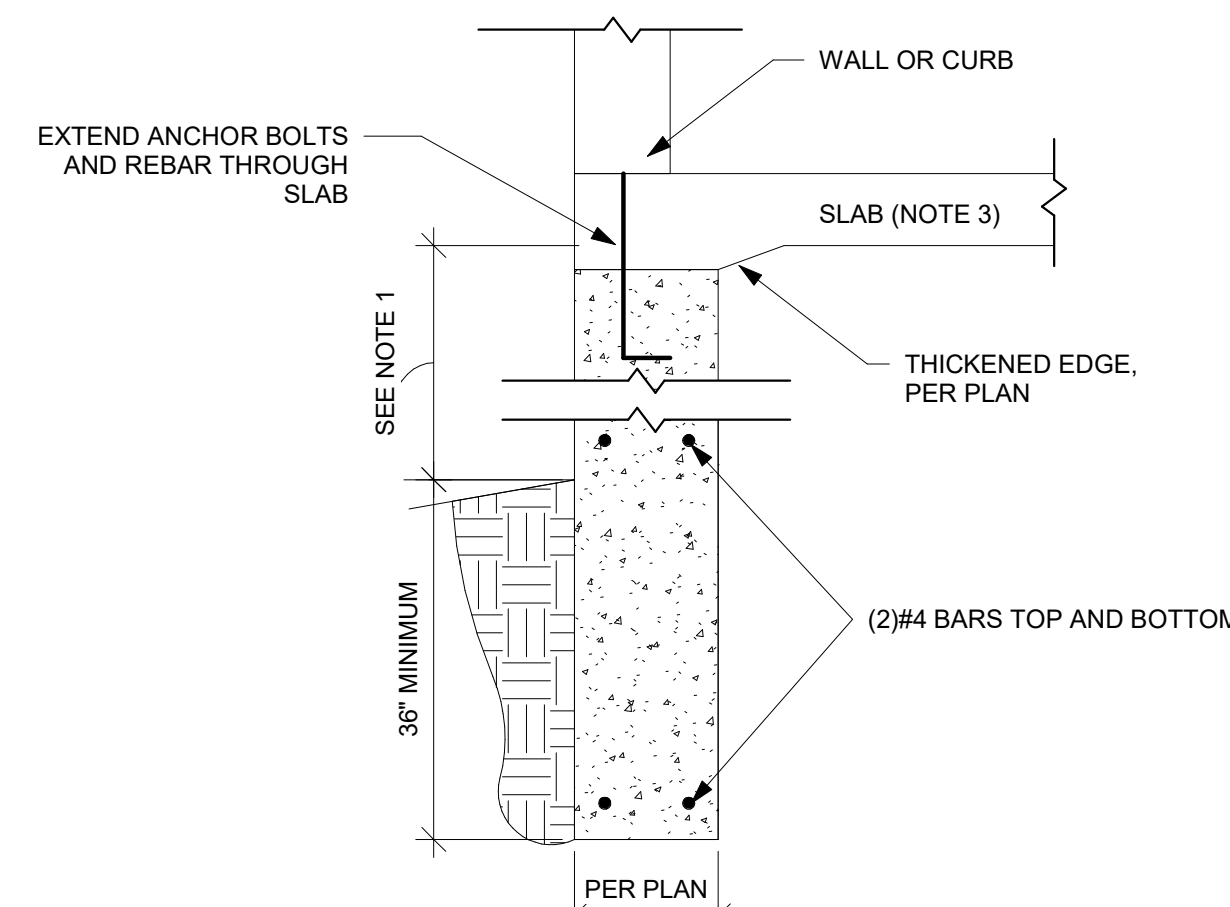 WALL OR CURB
EXTEND ANCHOR BOLTS
AND REBAR THROUGH
SLAB
SLAB (NOTE 3)
SEE NOTE 1
THICKENED EDGE,
PER PLAN
36" MINIMUM
(2)#4 BARS TOP AND BOTTOM
PER PLAN